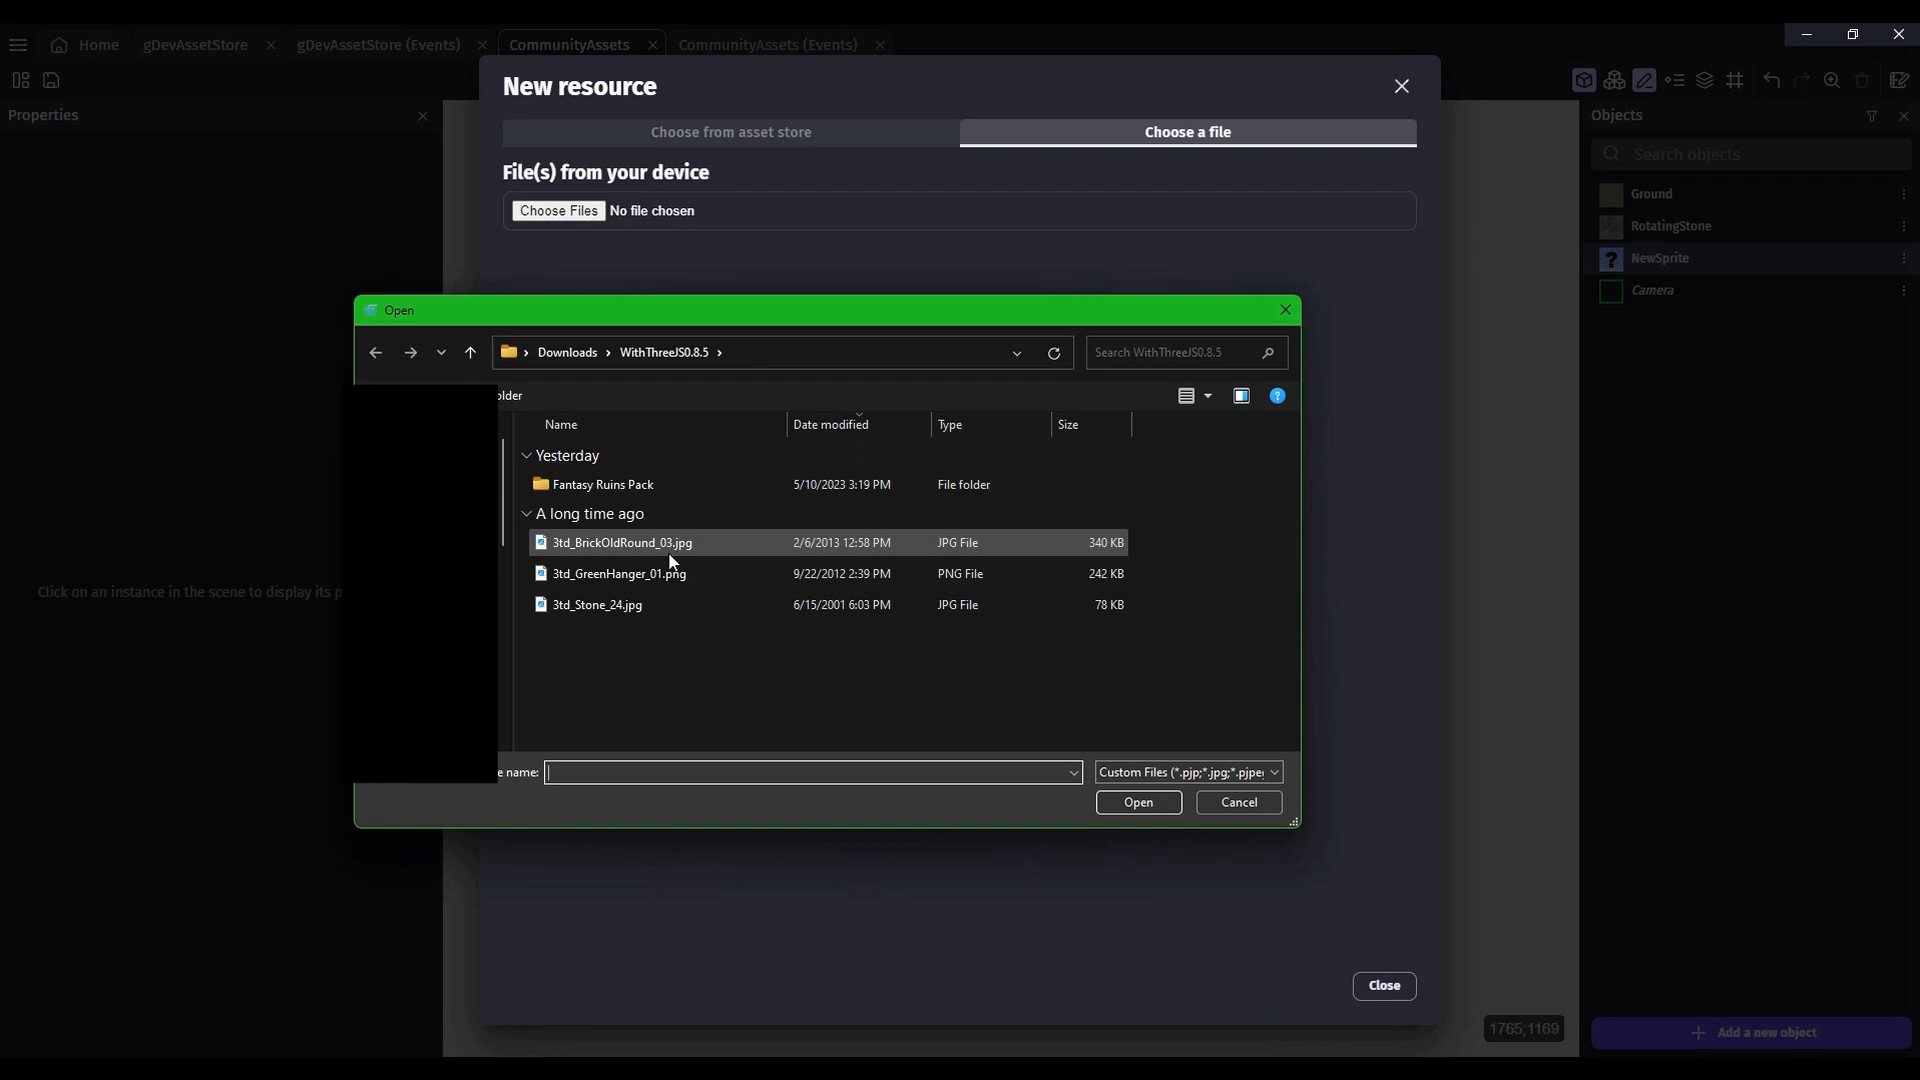 Home
gDevAssetStore
gDevAssetStore (Events)
CommunityAssets
CommunityAssets (Events)
New resource
Properties
Objects
Choose from asset store
Choose a file
Search objects
File(s) from your device
Ground
Choose Files No file chosen
RotatingStone
NewSprite
Camera
Open
Downloads > WithThreeJS0.8.5 >
Search WithThreeJS0.8.5
older
Name
Date modified
Type
Size
Yesterday
Fantasy Ruins Pack 5/10/2023 3:19 PM File folder
A long time ago
3td_BrickOldRound_03.jpg 2/6/2013 12:58 PM JPG File 340 KB
3td_GreenHanger_01.png 9/22/2012 2:39 PM PNG File 242 KB
Click on an instance in the scene to display its p
3td_Stone_24.jpg 6/15/2001 6:03 PM JPG File 78 KB
e name:
Custom Files (*.pjp;*.jpg;*.pjpe
Open
Cancel
Close
1765;1169
Add a new object